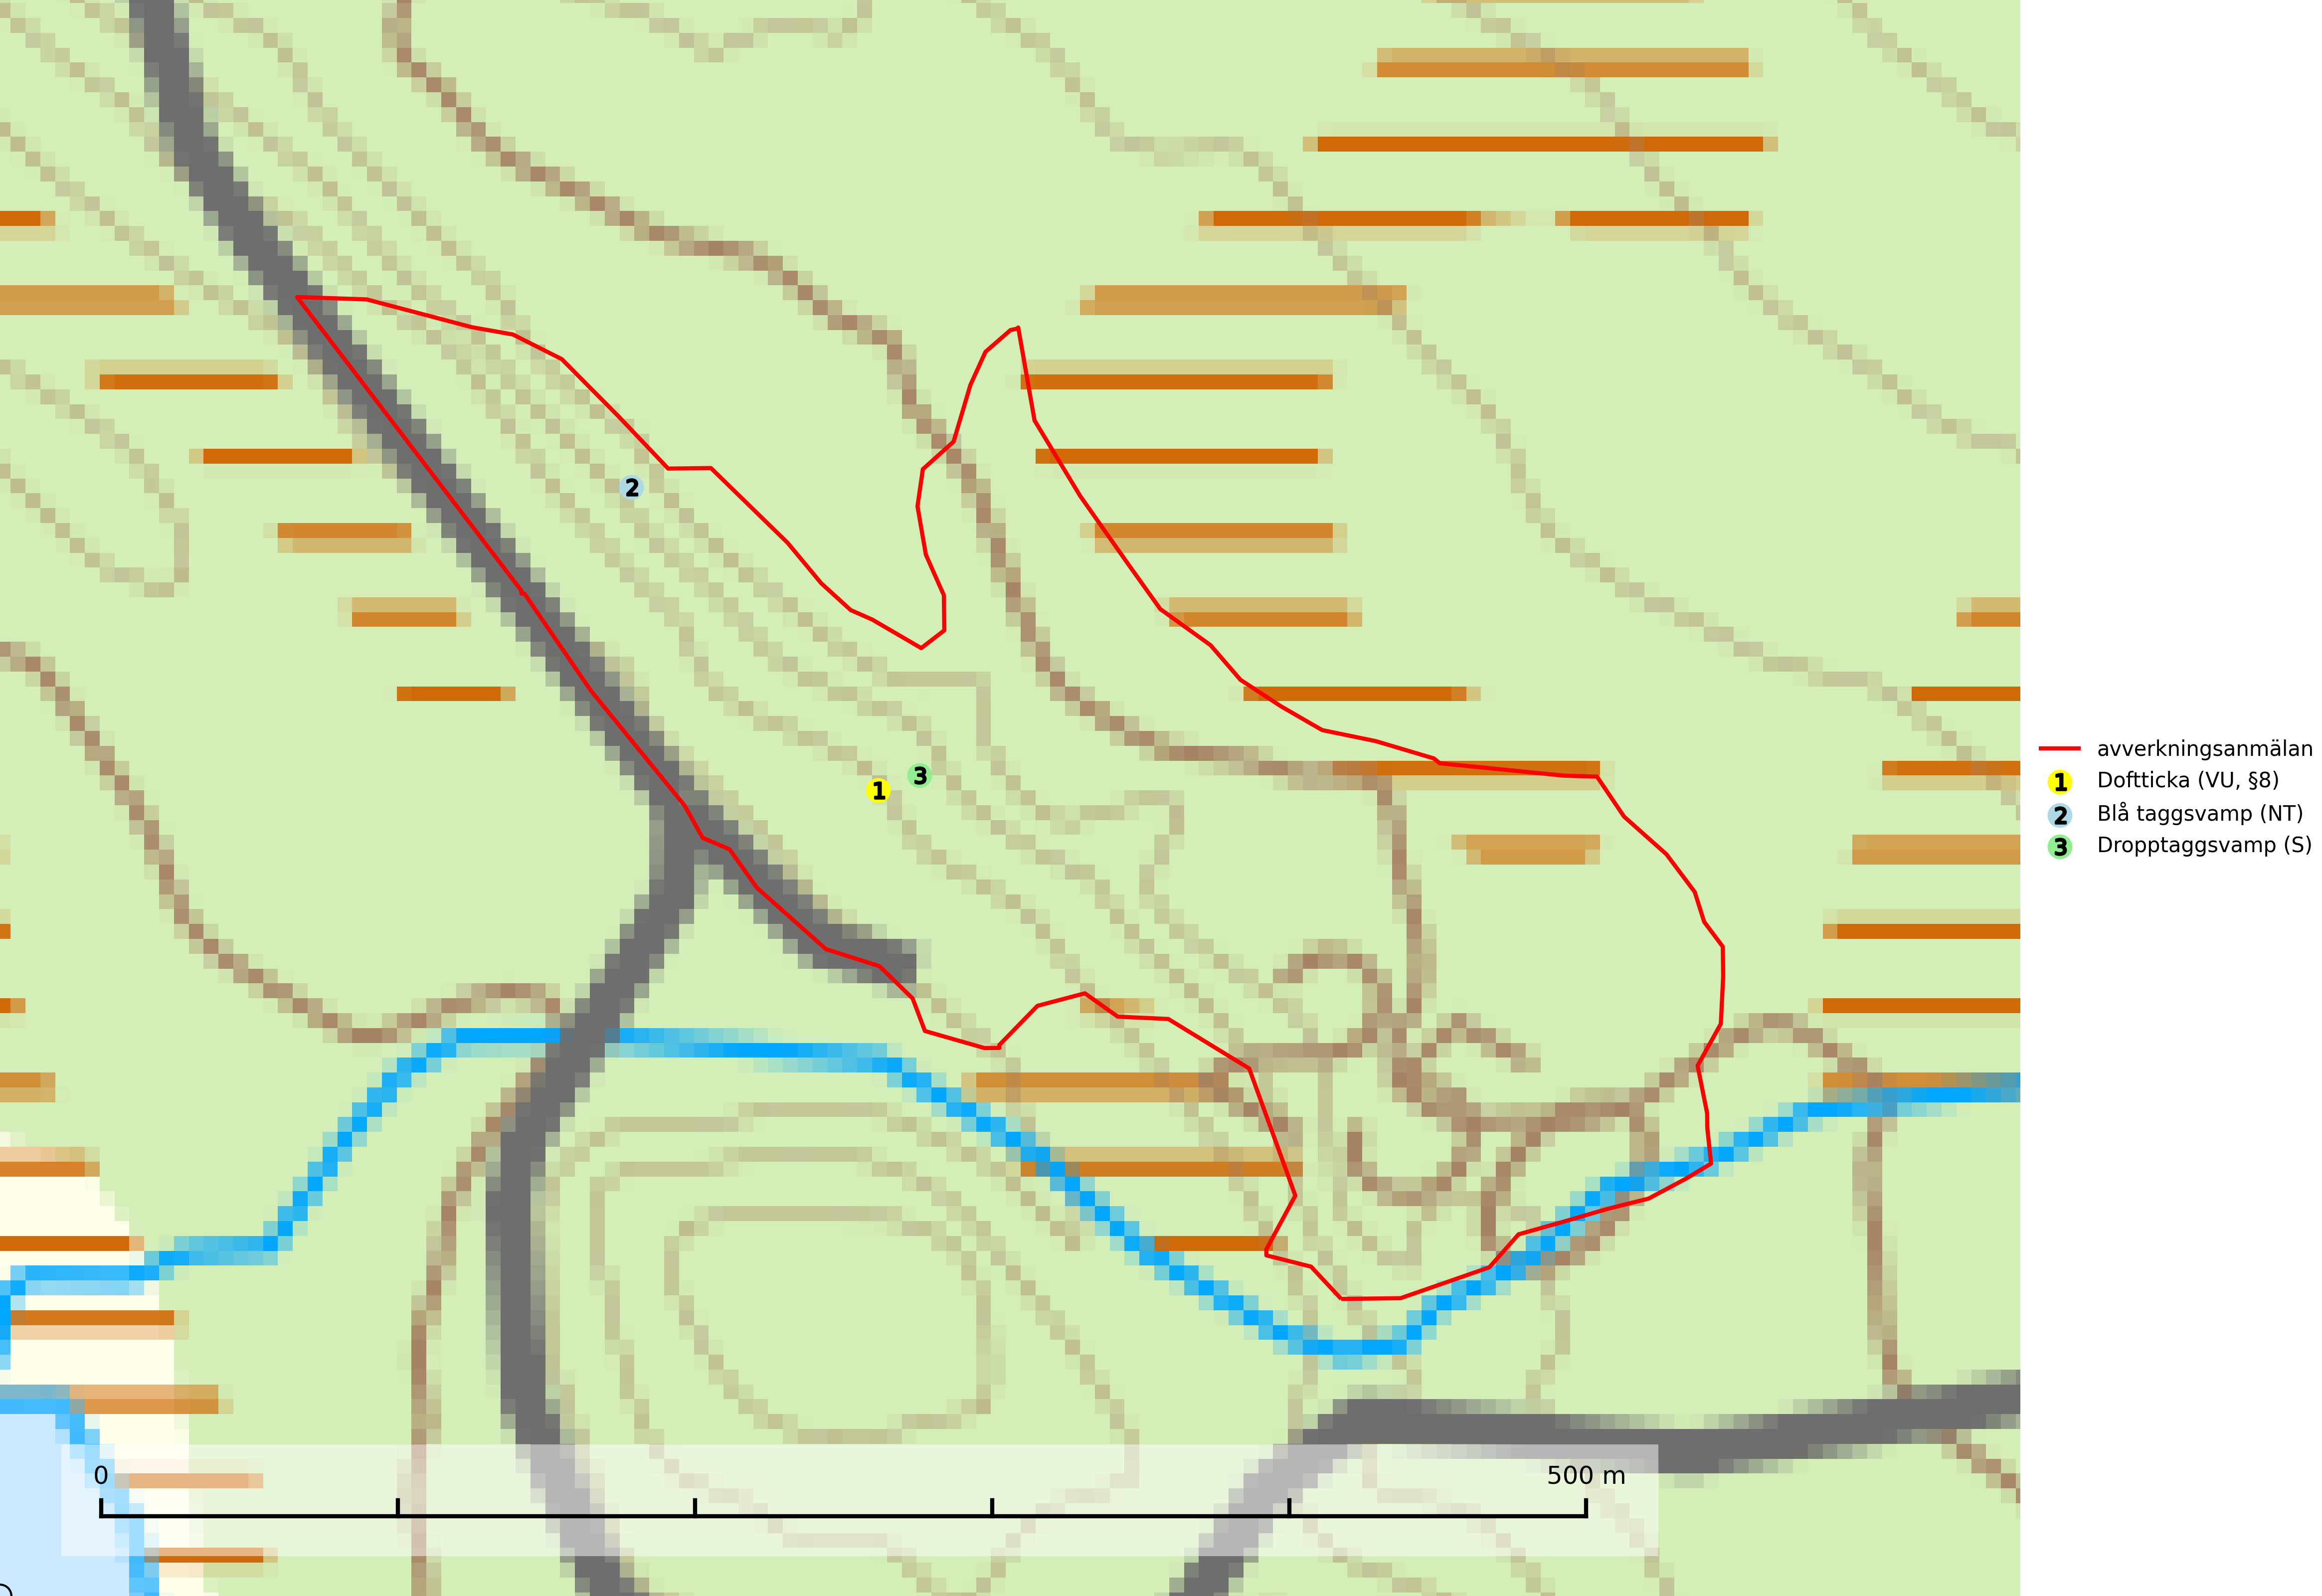 2
3
1
avverkningsanmälan
1 Doftticka (VU, §8)
2 Blå taggsvamp (NT)
3 Dropptaggsvamp (S)
0 500 m